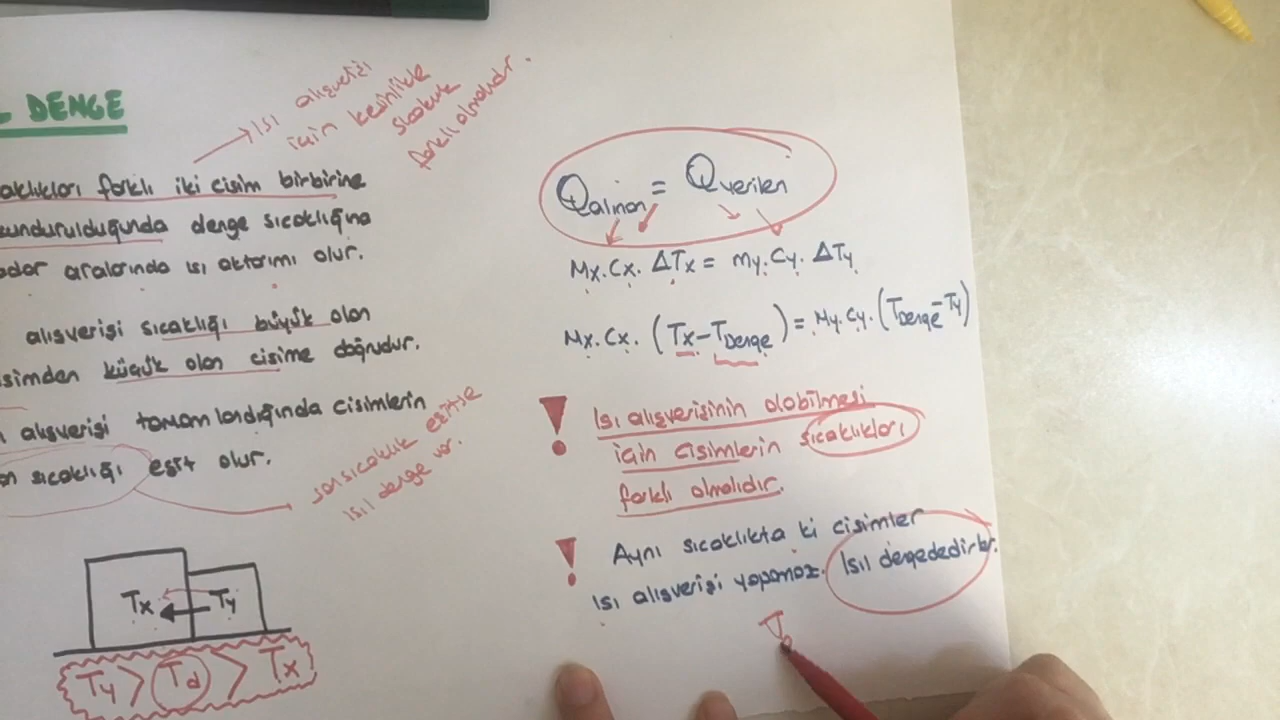 DENGE
→ Isı alışverişi
için kesinlikle
sıcaklık
farklı olmalıdır.
aklıkları farklı iki cisim birbirine
undurulduğunda denge sıcaklığına
adar aralarında ısı aktarımı olur.
alışverişi sıcaklığı büyük olan
isimden küçük olan cisime doğrudur.
alışverişi tamamlandığında cisimlerin
on sıcaklığı eşit olur.
son sıcaklık eşitse
ısıl denge var.
Tx ← Ty
Ty > Td > Tx
Qalınan = Qverilen
Mx.Cx. ΔTx = My.Cy. ΔTy
Mx.Cx. (Tx-TDenge) = My.Cy. (TDenge-Ty)
! Isı alışverişinin olabilmesi
için cisimlerin sıcaklıkları
farklı olmalıdır.
! Aynı sıcaklıkta ki cisimler
ısı alışverişi yapamaz. Isıl dengededirler.